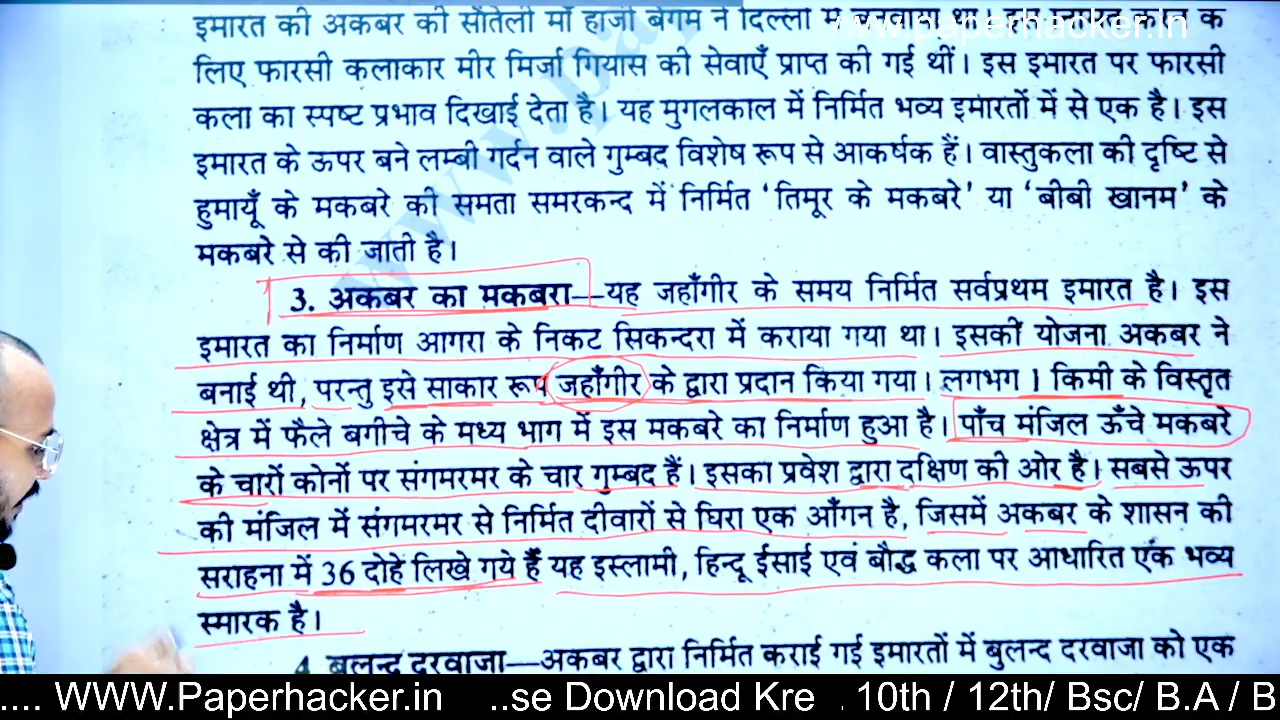 इमारत को अकबर की सौतेली माँ हाजी बेगम ने दिल्ली में बनवाया था।
www.paperhacker.in
लिए फारसी कलाकार मीर मिर्जा गियास की सेवाएँ प्राप्त की गई थीं। इस इमारत पर फारसी
कला का स्पष्ट प्रभाव दिखाई देता है। यह मुगलकाल में निर्मित भव्य इमारतों में से एक है। इस
इमारत के ऊपर बने लम्बी गर्दन वाले गुम्बद विशेष रूप से आकर्षक हैं। वास्तुकला की दृष्टि से
हुमायूँ के मकबरे की समता समरकन्द में निर्मित ‘तिमूर के मकबरे’ या ‘बीबी खानम’ के
मकबरे से की जाती है।
3. अकबर का मकबरा—यह जहाँगीर के समय निर्मित सर्वप्रथम इमारत है। इस
इमारत का निर्माण आगरा के निकट सिकन्दरा में कराया गया था। इसकी योजना अकबर ने
बनाई थी, परन्तु इसे साकार रूप जहाँगीर के द्वारा प्रदान किया गया। लगभग 1 किमी के विस्तृत
क्षेत्र में फैले बगीचे के मध्य भाग में इस मकबरे का निर्माण हुआ है। पाँच मंजिल ऊँचे मकबरे
के चारों कोनों पर संगमरमर के चार गुम्बद हैं। इसका प्रवेश द्वारा दक्षिण की ओर है। सबसे ऊपर
की मंजिल में संगमरमर से निर्मित दीवारों से घिरा एक आँगन है, जिसमें अकबर के शासन की
सराहना में 36 दोहे लिखे गये हैं यह इस्लामी, हिन्दू ईसाई एवं बौद्ध कला पर आधारित एक भव्य
स्मारक है।
4. बुलन्द दरवाजा—अकबर द्वारा निर्मित कराई गई इमारतों में बुलन्द दरवाजा को एक
.... WWW.Paperhacker.in ..se Download Kre . 10th / 12th/ Bsc/ B.A / B